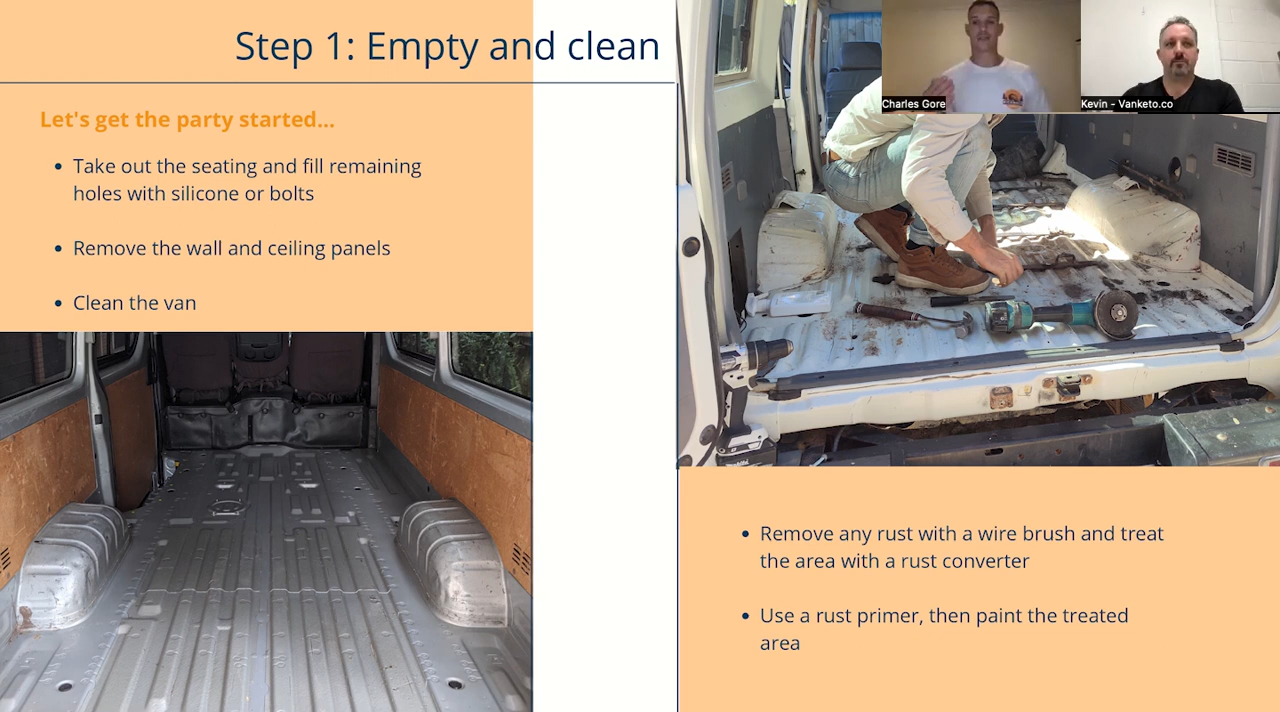 Step 1: Empty and clean
Let's get the party started...
• Take out the seating and fill remaining
holes with silicone or bolts
• Remove the wall and ceiling panels
• Clean the van
Charles Gore
Kevin - Vanketo.co
• Remove any rust with a wire brush and treat
the area with a rust converter
• Use a rust primer, then paint the treated
area